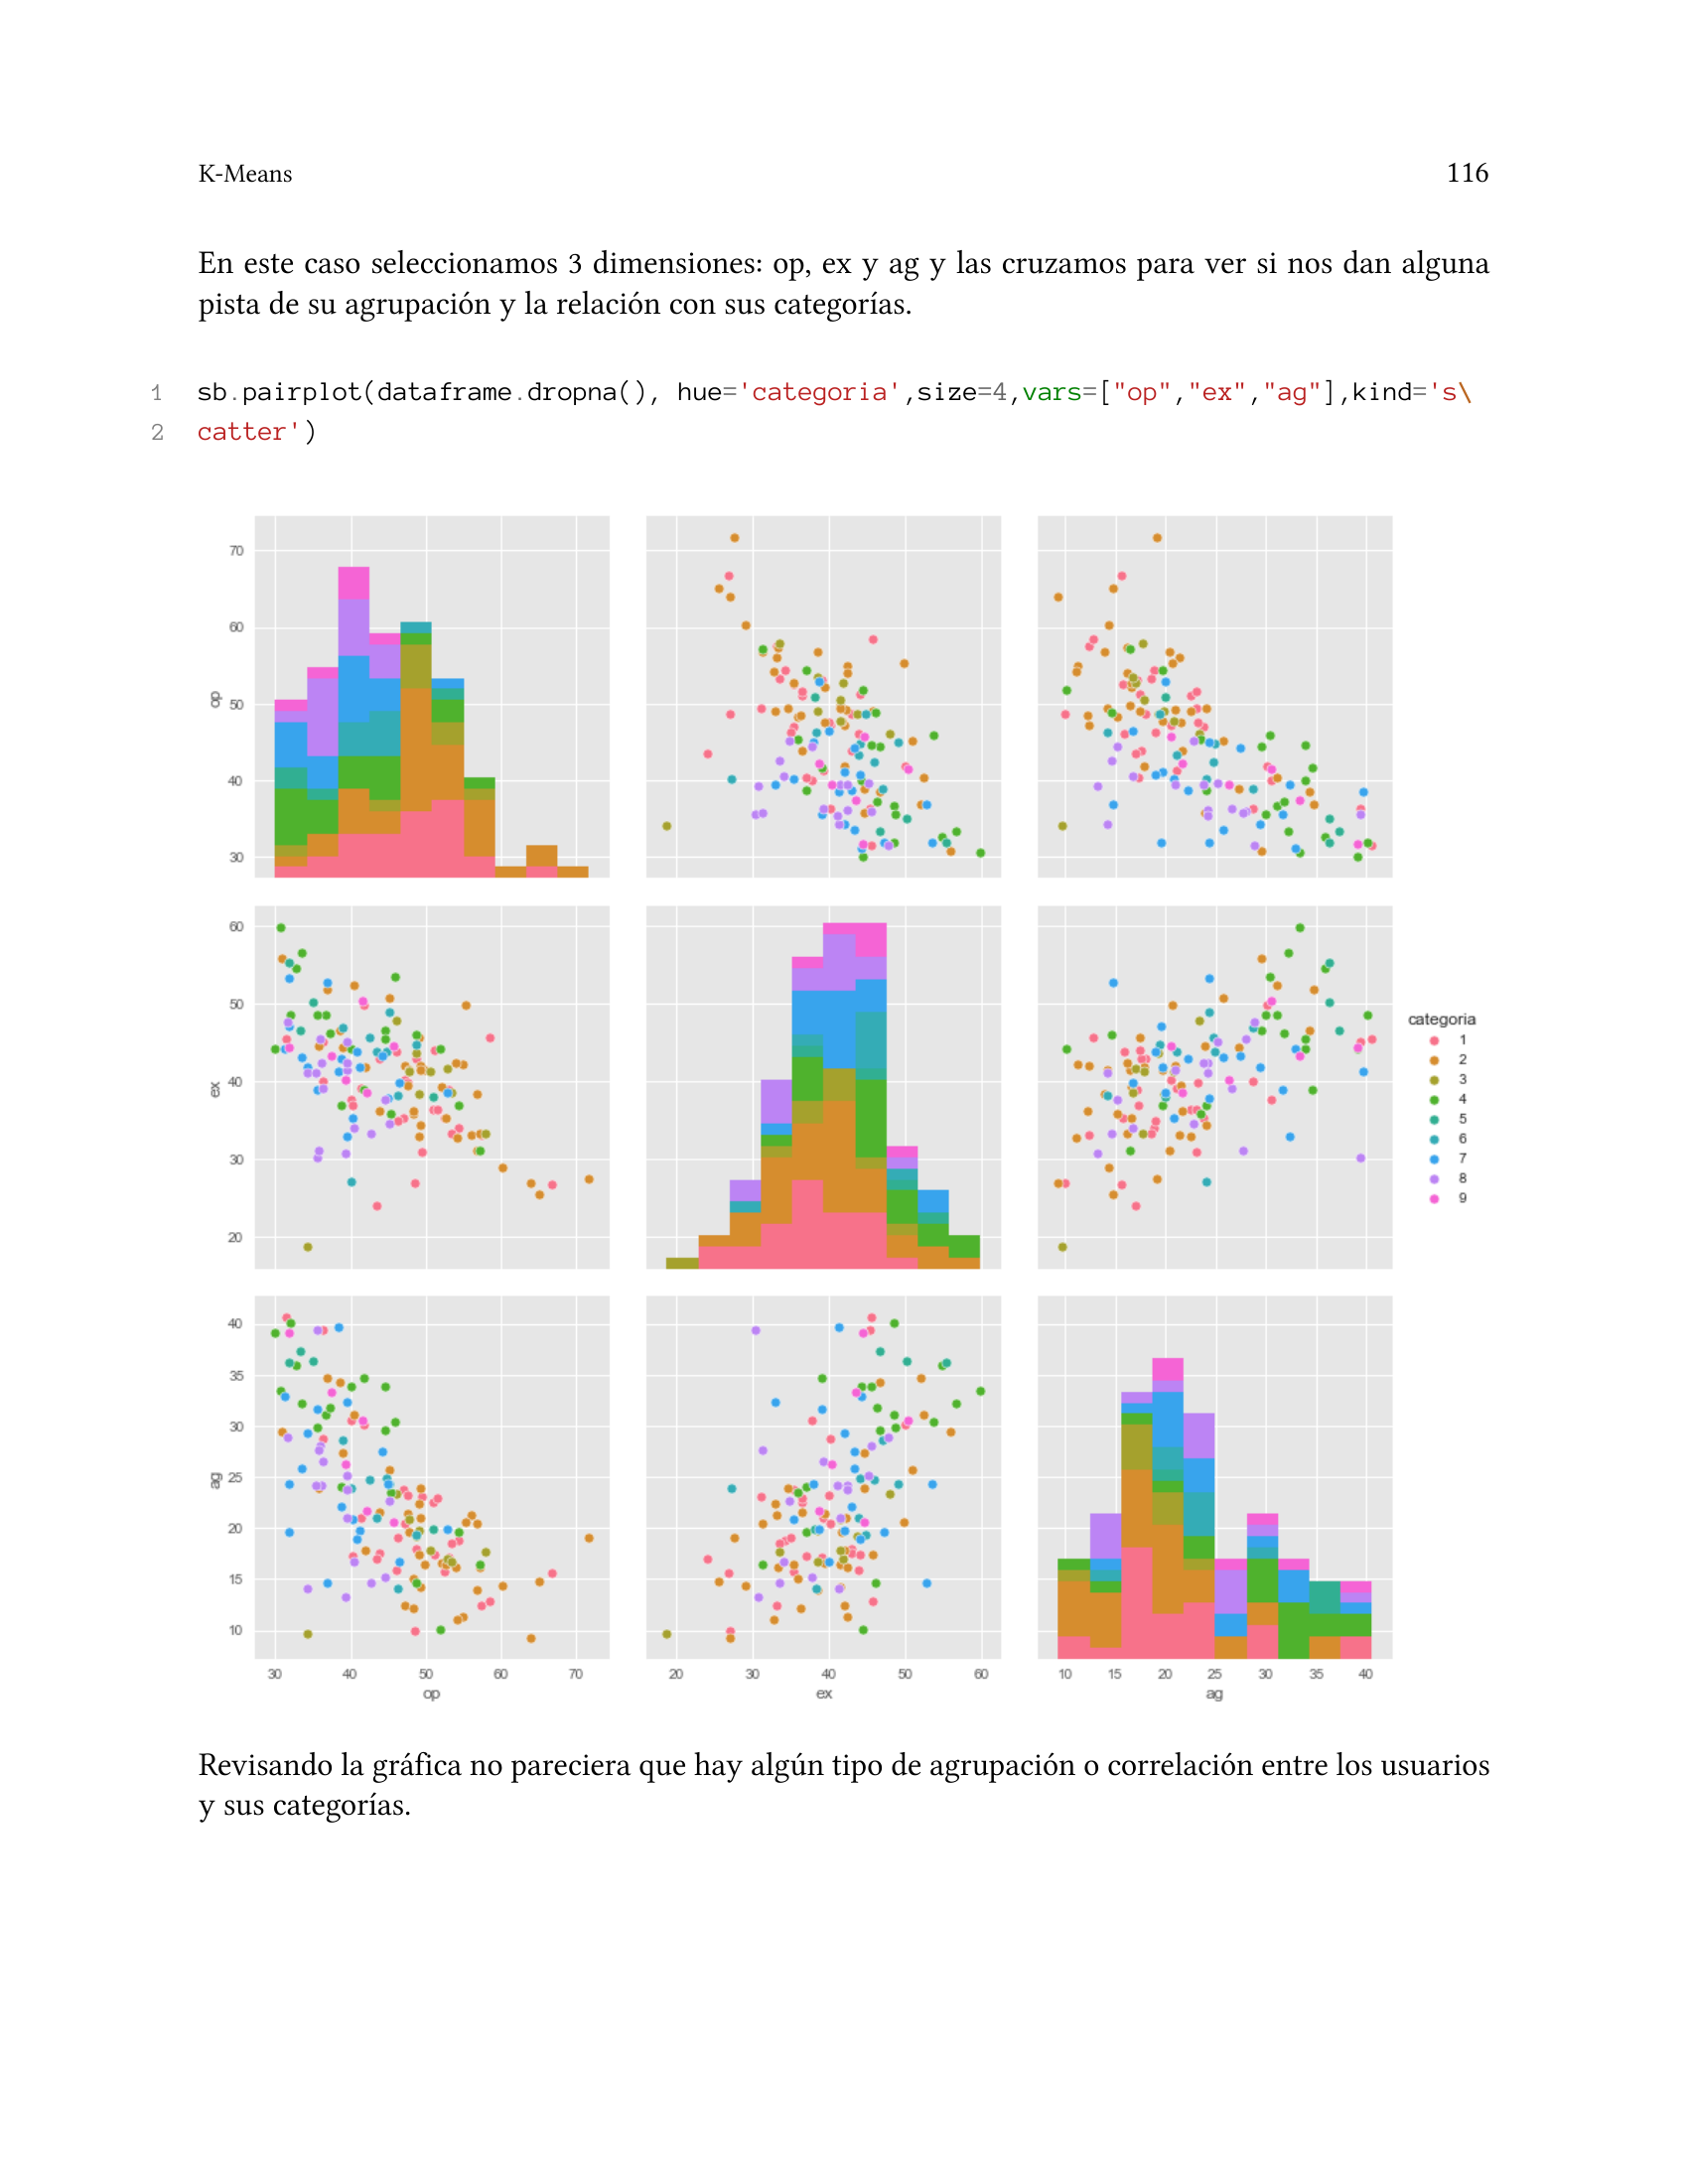 K-Means 116
En este caso seleccionamos 3 dimensiones: op, ex y ag y las cruzamos para ver si nos dan alguna
pista de su agrupación y la relación con sus categorías.
1 sb.pairplot(dataframe.dropna(), hue='categoria',size=4,vars=["op","ex","ag"],kind='s\
2 catter')
70
60
50
40
30
op
60
50
40
30
20
ex
categoria
1
2
3
4
5
6
7
8
9
40
35
30
25
20
15
10
ag
30 40 50 60 70 20 30 40 50 60 10 15 20 25 30 35 40
op ex ag
Revisando la gráfica no pareciera que hay algún tipo de agrupación o correlación entre los usuarios
y sus categorías.